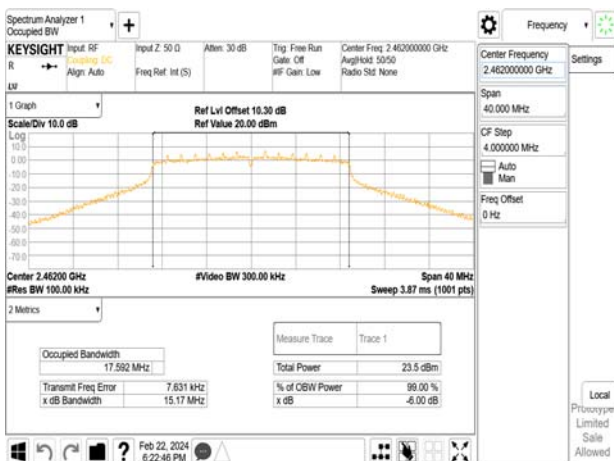 Spectrum Analyzer 1
Occupied BW
Frequency
KEYSIGHT
Input: RF
Input Z: 50 Ω
Atten: 30 dB
Trig: Free Run
Center Freq: 2.462000000 GHz
R
Coupling: DC
Gate: Off
Avg|Hold: 50/50
Align: Auto
Freq Ref: Int (S)
#IF Gain: Low
Radio Std: None
Center Frequency
2.462000000 GHz
Settings
Span
40.000 MHz
CF Step
4.000000 MHz
Auto
Man
Freq Offset
0 Hz
1 Graph
Ref Lvl Offset 10.30 dB
Scale/Div 10.0 dB
Ref Value 20.00 dBm
Log
10.0
0.00
-10.0
-20.0
-30.0
-40.0
-50.0
-60.0
-70.0
Center 2.46200 GHz
#Video BW 300.00 kHz
Span 40 MHz
#Res BW 100.00 kHz
Sweep 3.87 ms (1001 pts)
2 Metrics
Measure Trace
Trace 1
Occupied Bandwidth
17.592 MHz
Total Power
23.5 dBm
Transmit Freq Error
7.631 kHz
% of OBW Power
99.00 %
x dB Bandwidth
15.17 MHz
x dB
-6.00 dB
Local
Prototype
Limited
Sale
Allowed
Feb 22, 2024
6:22:46 PM